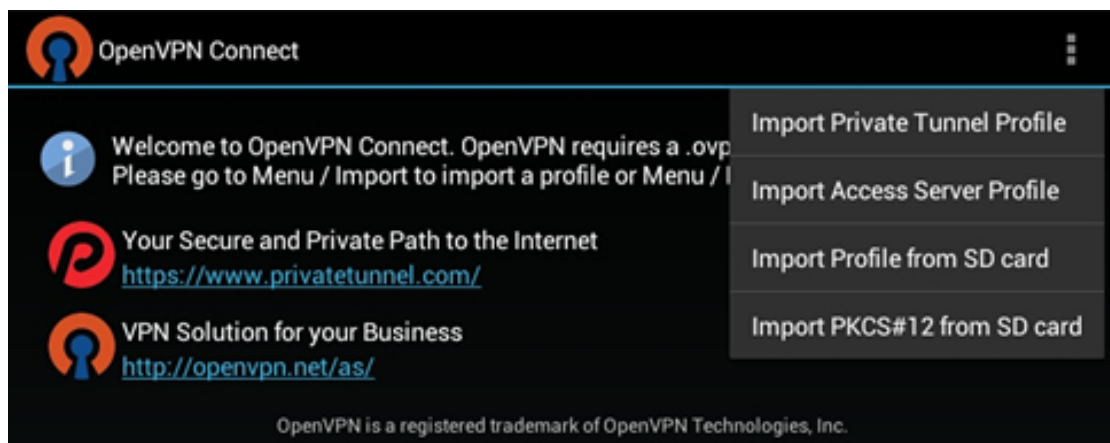 OpenVPN Connect
Import Private Tunnel Profile
Import Access Server Profile
Import Profile from SD card
Import PKCS#12 from SD card
Welcome to OpenVPN Connect. OpenVPN requires a .ovp
Please go to Menu / Import to import a profile or Menu /
Your Secure and Private Path to the Internet
https://www.privatetunnel.com/
VPN Solution for your Business
http://openvpn.net/as/
OpenVPN is a registered trademark of OpenVPN Technologies, Inc.